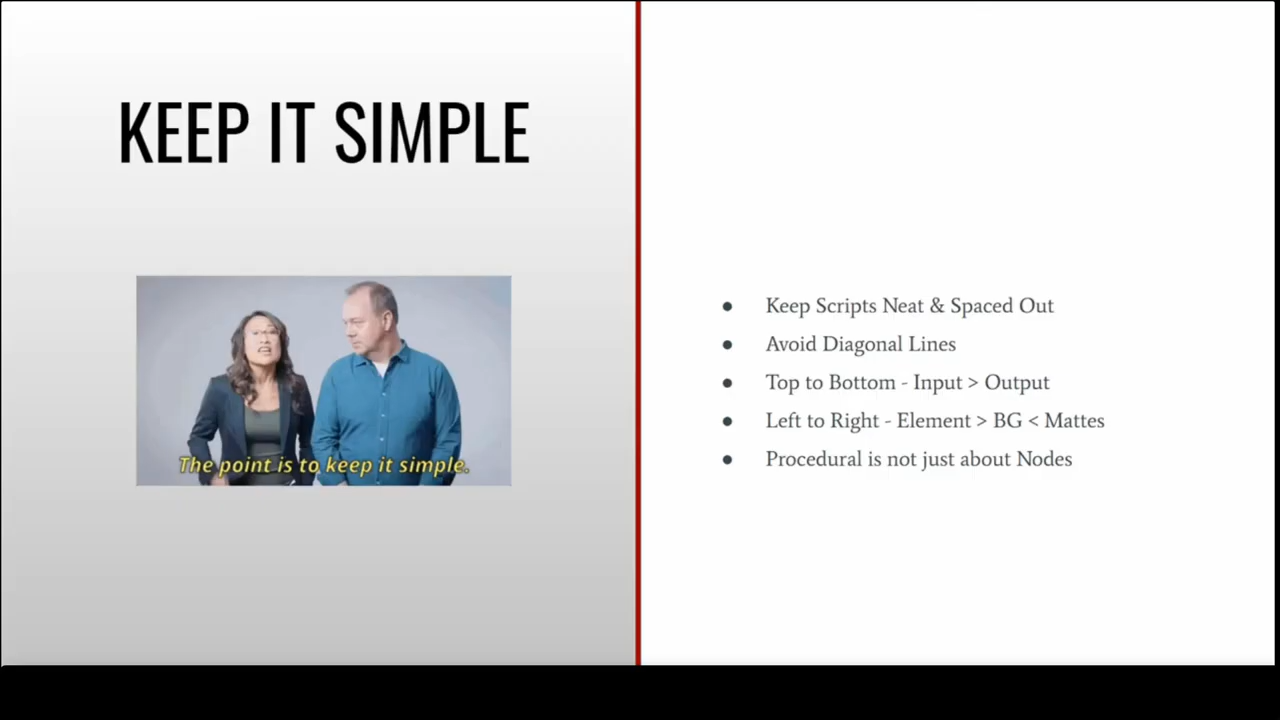 KEEP IT SIMPLE
The point is to keep it simple.
Keep Scripts Neat & Spaced Out
Avoid Diagonal Lines
Top to Bottom - Input > Output
Left to Right - Element > BG < Mattes
Procedural is not just about Nodes